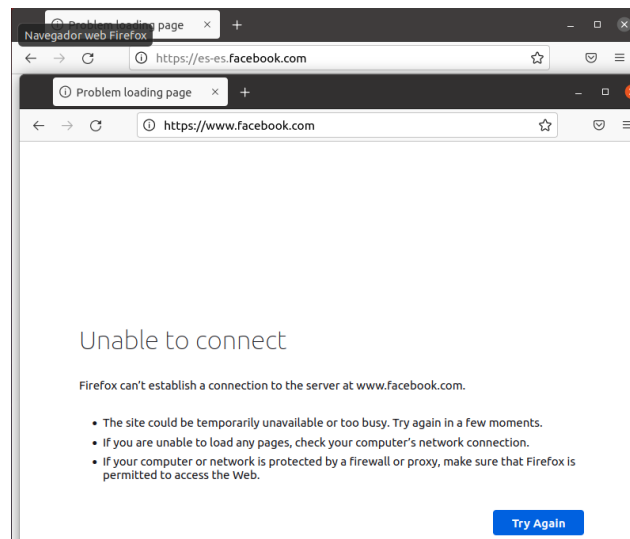 Problem loading page
Navegador web Firefox
https://es-es.facebook.com
Problem loading page
https://www.facebook.com
Unable to connect
Firefox can’t establish a connection to the server at www.facebook.com.
• The site could be temporarily unavailable or too busy. Try again in a few moments.
• If you are unable to load any pages, check your computer’s network connection.
• If your computer or network is protected by a firewall or proxy, make sure that Firefox is
permitted to access the Web.
Try Again